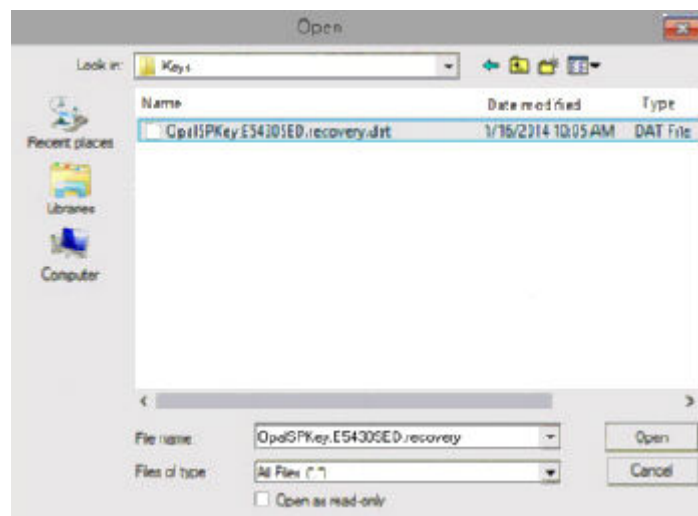 Open
Look in: Keys
Name Date modified Type
OpalSPKey.E5430SED.recovery.dat 1/16/2014 10:05 AM DAT File
Recent places
Libraries
Computer
File name OpalSPKey.E5430SED.recovery Open
Files of type All Files (*.*) Cancel
Open as read-only